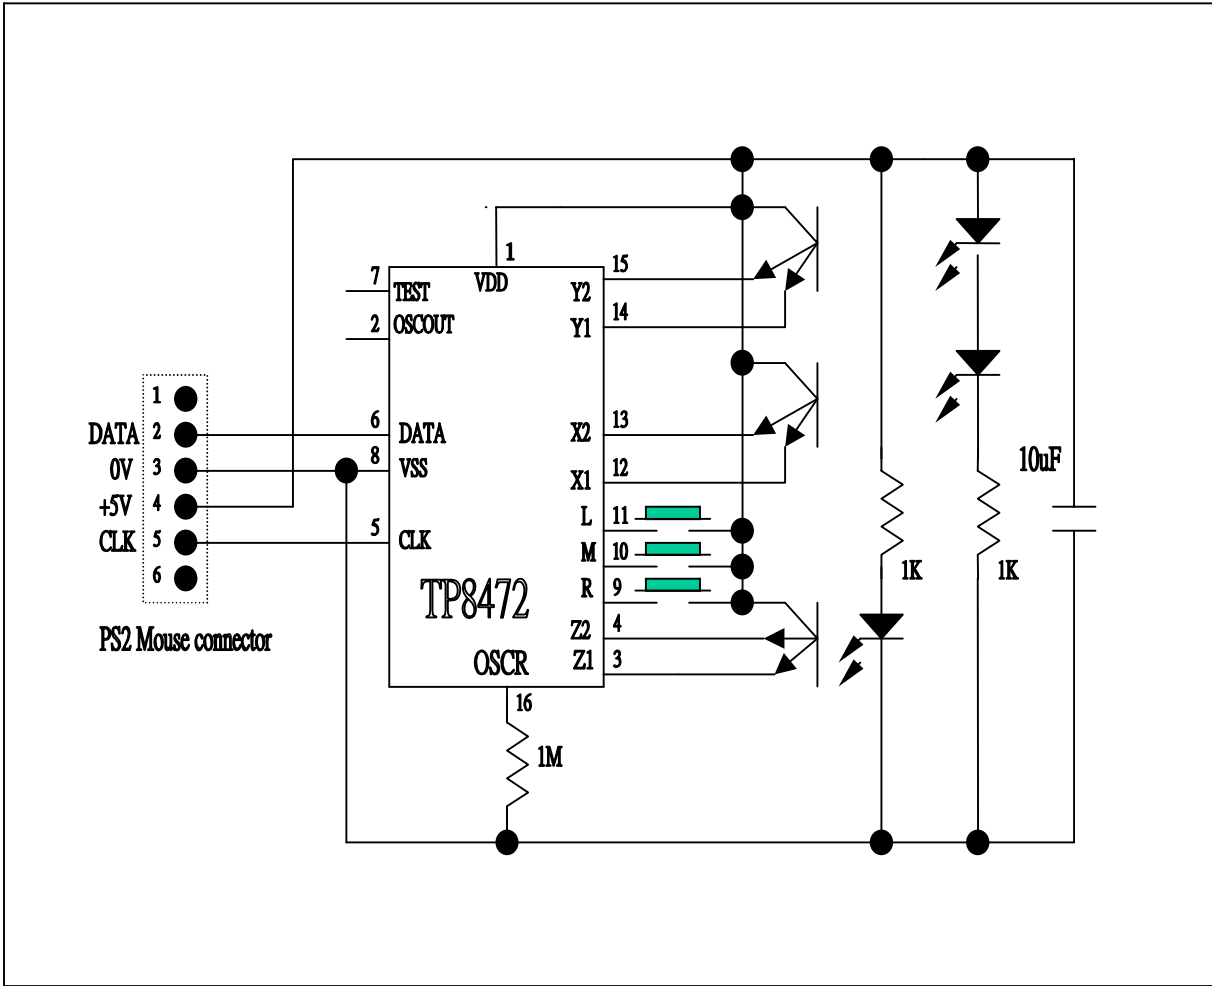 1
VDD
7
TEST
2
OSCOUT
15
Y2
14
Y1
1
DATA 2
0V 3
+5V 4
CLK 5
6
PS2 Mouse connector
6
DATA
8
VSS
5
CLK
13
X2
12
X1
L 11
M 10
R 9
4
Z2
Z1 3
TP8472
OSCR
16
1M
10uF
1K
1K